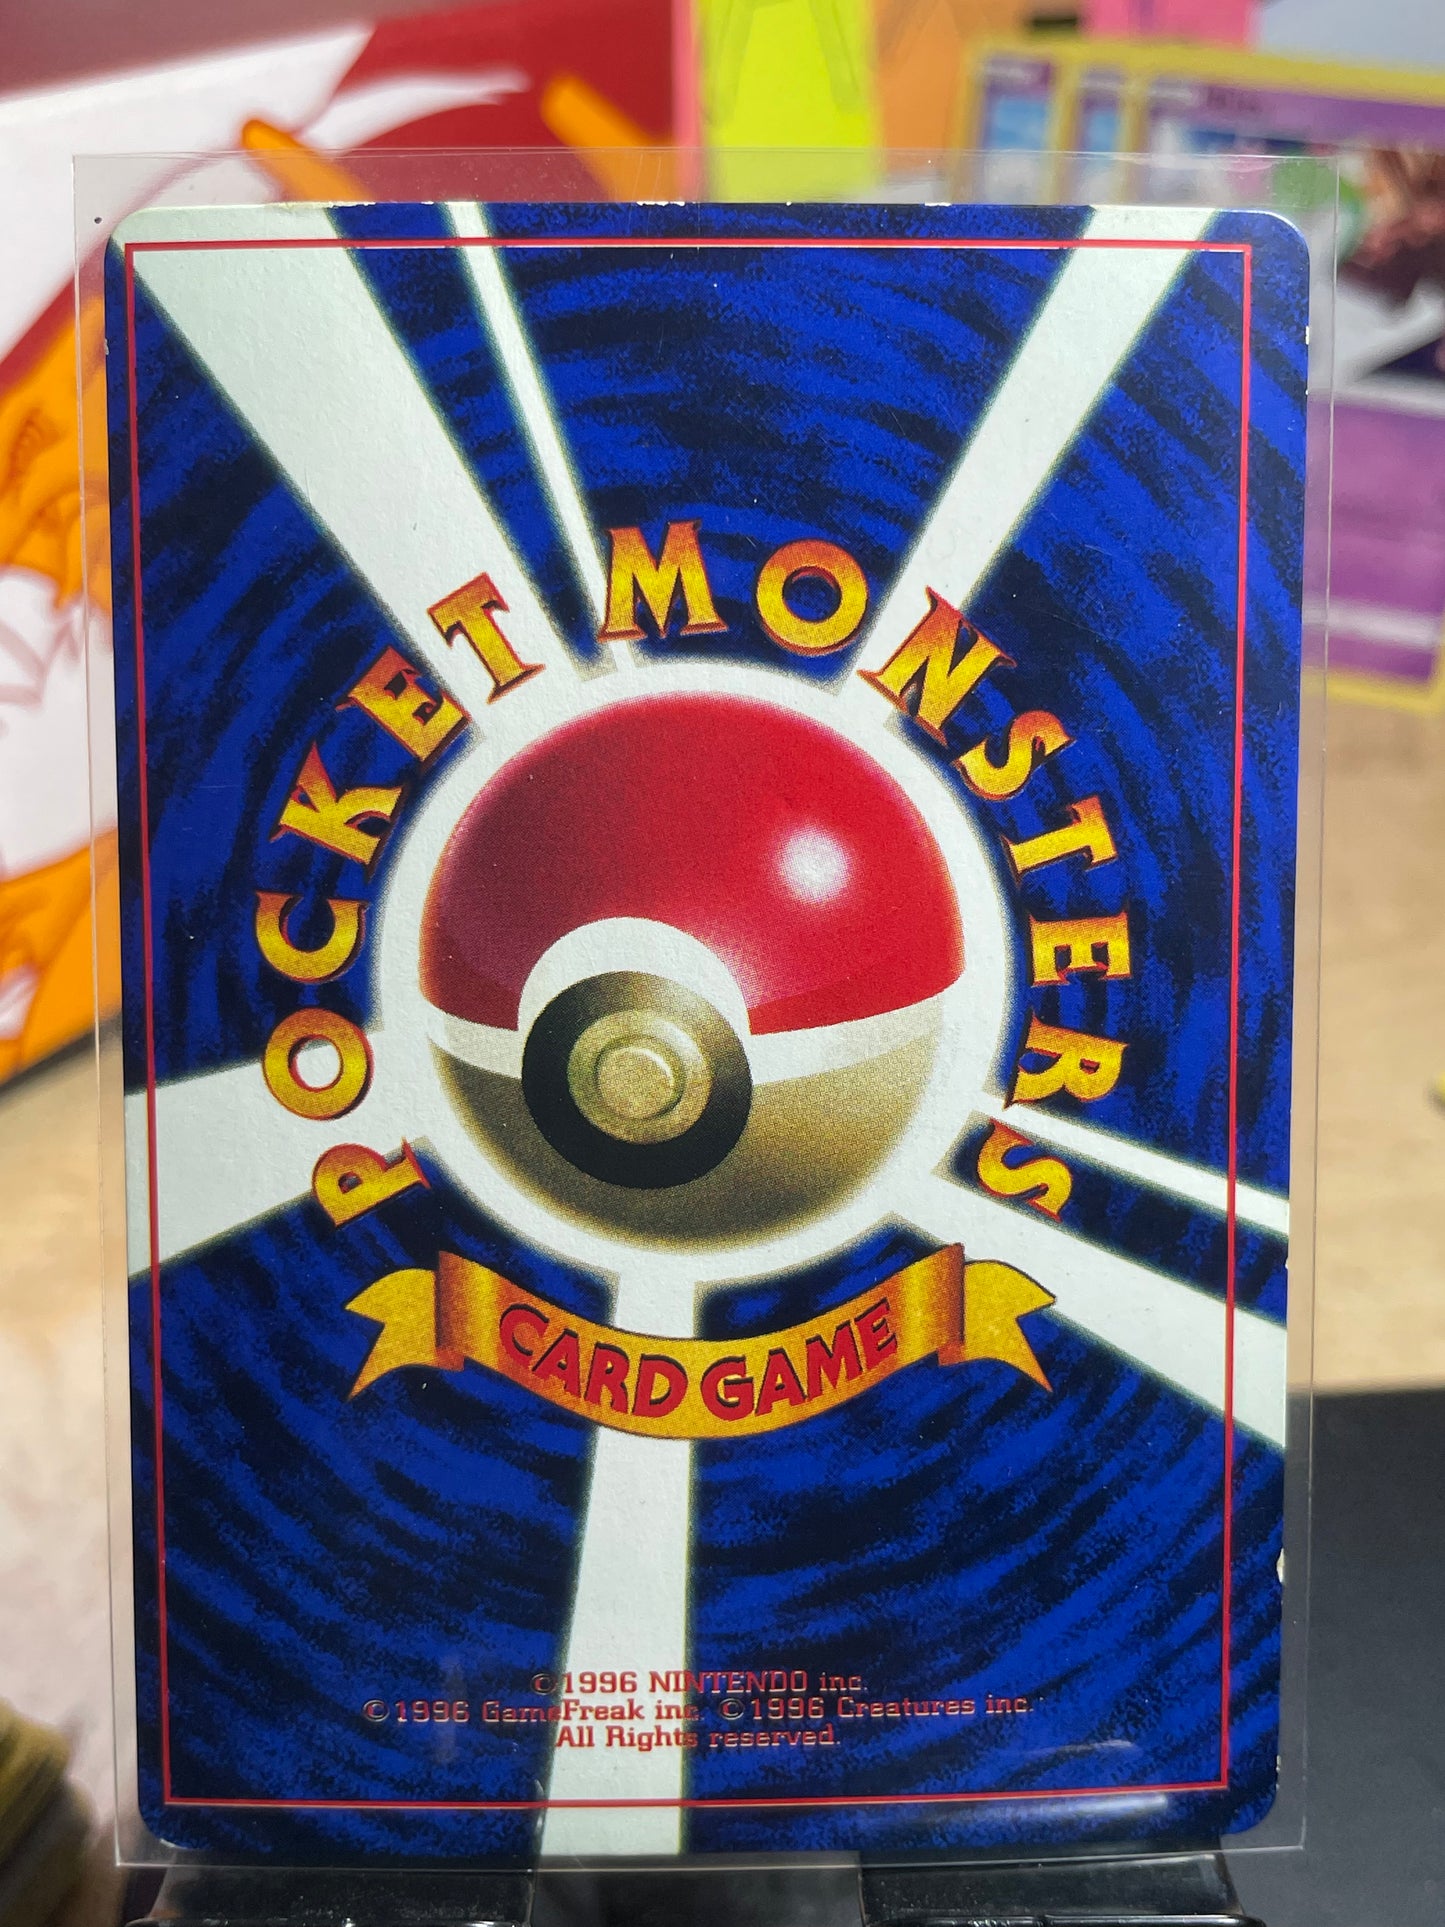 POCKET MONSTERS
CARD GAME
©1996 NINTENDO inc.
©1996 GameFreak inc. ©1996 Creatures inc.
All Rights reserved.